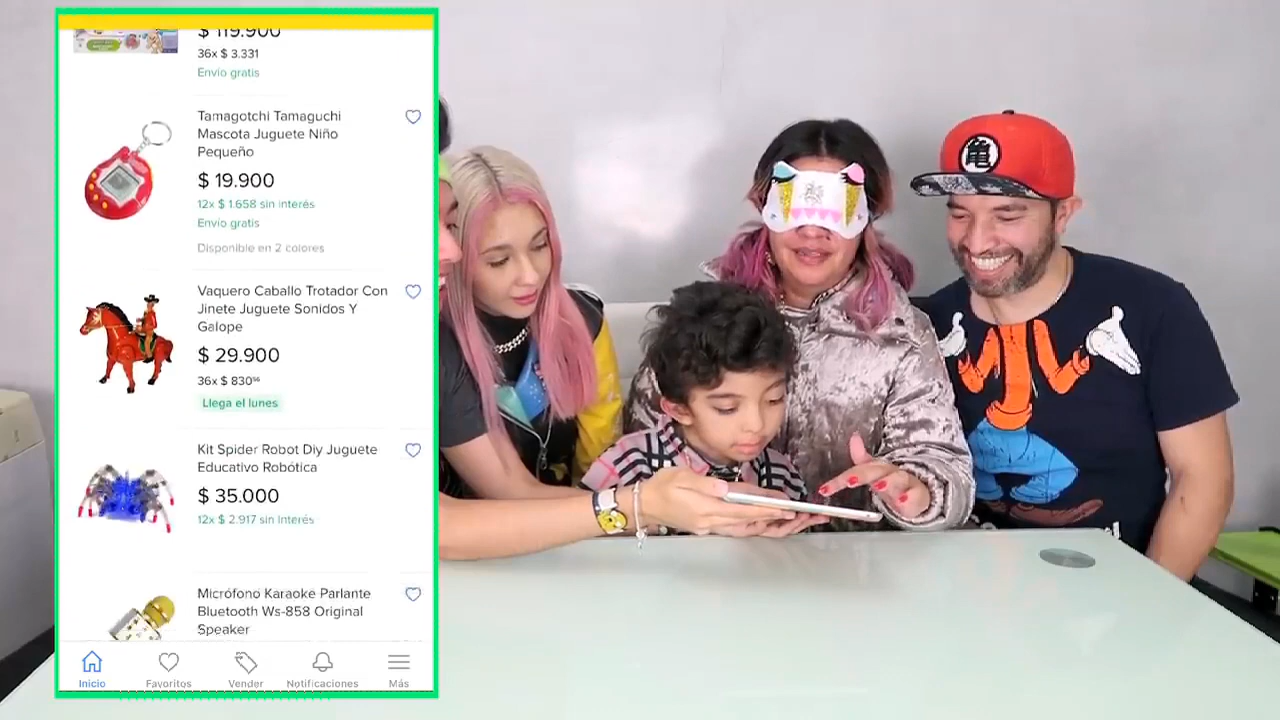 $ 119.900
36x $ 3.331
Envío gratis
Tamagotchi Tamaguchi
Mascota Juguete Niño
Pequeño
$ 19.900
12x $ 1.658 sin interés
Envío gratis
Disponible en 2 colores
Vaquero Caballo Trotador Con
Jinete Juguete Sonidos Y
Galope
$ 29.900
36x $ 830⁵⁶
Llega el lunes
Kit Spider Robot Diy Juguete
Educativo Robótica
$ 35.000
12x $ 2.917 sin interés
Micrófono Karaoke Parlante
Bluetooth Ws-858 Original
Speaker
Inicio
Favoritos
Vender
Notificaciones
Más
亀